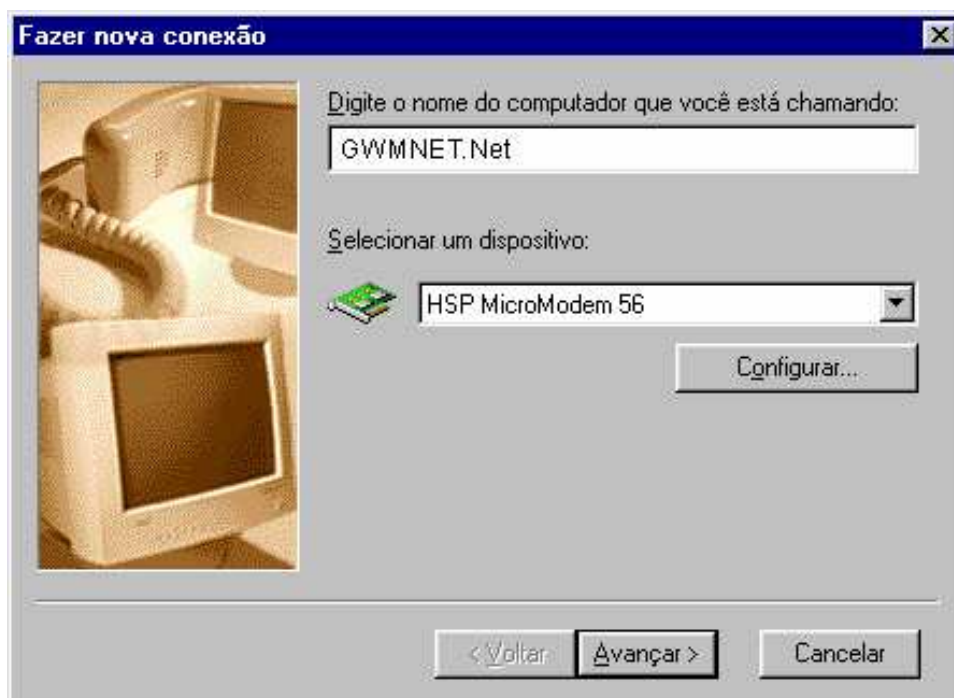 Fazer nova conexão
Digite o nome do computador que você está chamando:
GWMNET.Net
Selecionar um dispositivo:
HSP MicroModem 56
Configurar...
< Voltar Avançar > Cancelar